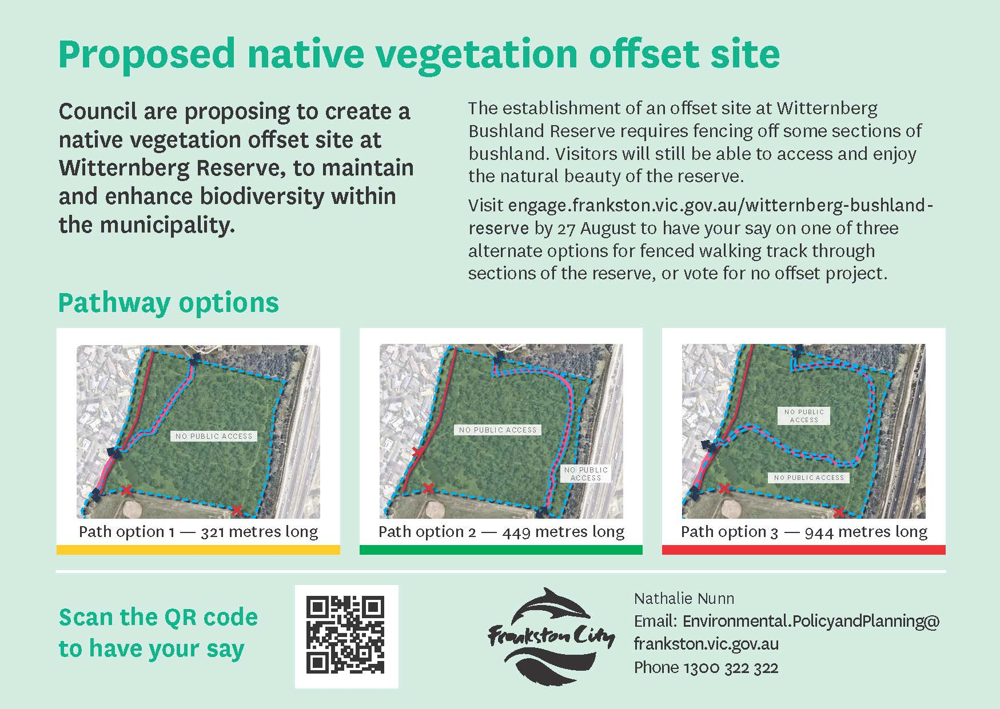 Proposed native vegetation offset site
Council are proposing to create a
native vegetation offset site at
Witternberg Reserve, to maintain
and enhance biodiversity within
the municipality.
The establishment of an offset site at Witternberg
Bushland Reserve requires fencing off some sections of
bushland. Visitors will still be able to access and enjoy
the natural beauty of the reserve.
Visit engage.frankston.vic.gov.au/witternberg-bushland-
reserve by 27 August to have your say on one of three
alternate options for fenced walking track through
sections of the reserve, or vote for no offset project.
Pathway options
NO PUBLIC ACCESS
Path option 1 — 321 metres long
NO PUBLIC ACCESS
NO PUBLIC
ACCESS
Path option 2 — 449 metres long
NO PUBLIC
ACCESS
NO PUBLIC ACCESS
Path option 3 — 944 metres long
Scan the QR code
to have your say
Frankston City
Nathalie Nunn
Email: Environmental.PolicyandPlanning@
frankston.vic.gov.au
Phone 1300 322 322